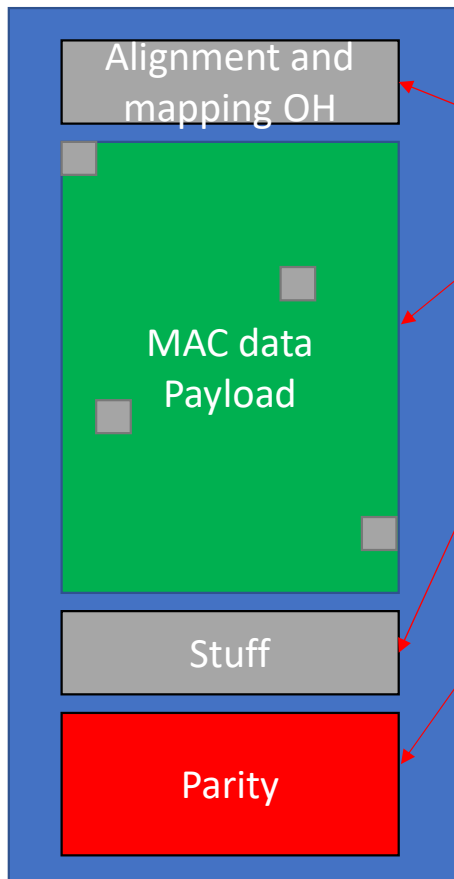 Alignment and
mapping OH
MAC data
Payload
Stuff
Parity